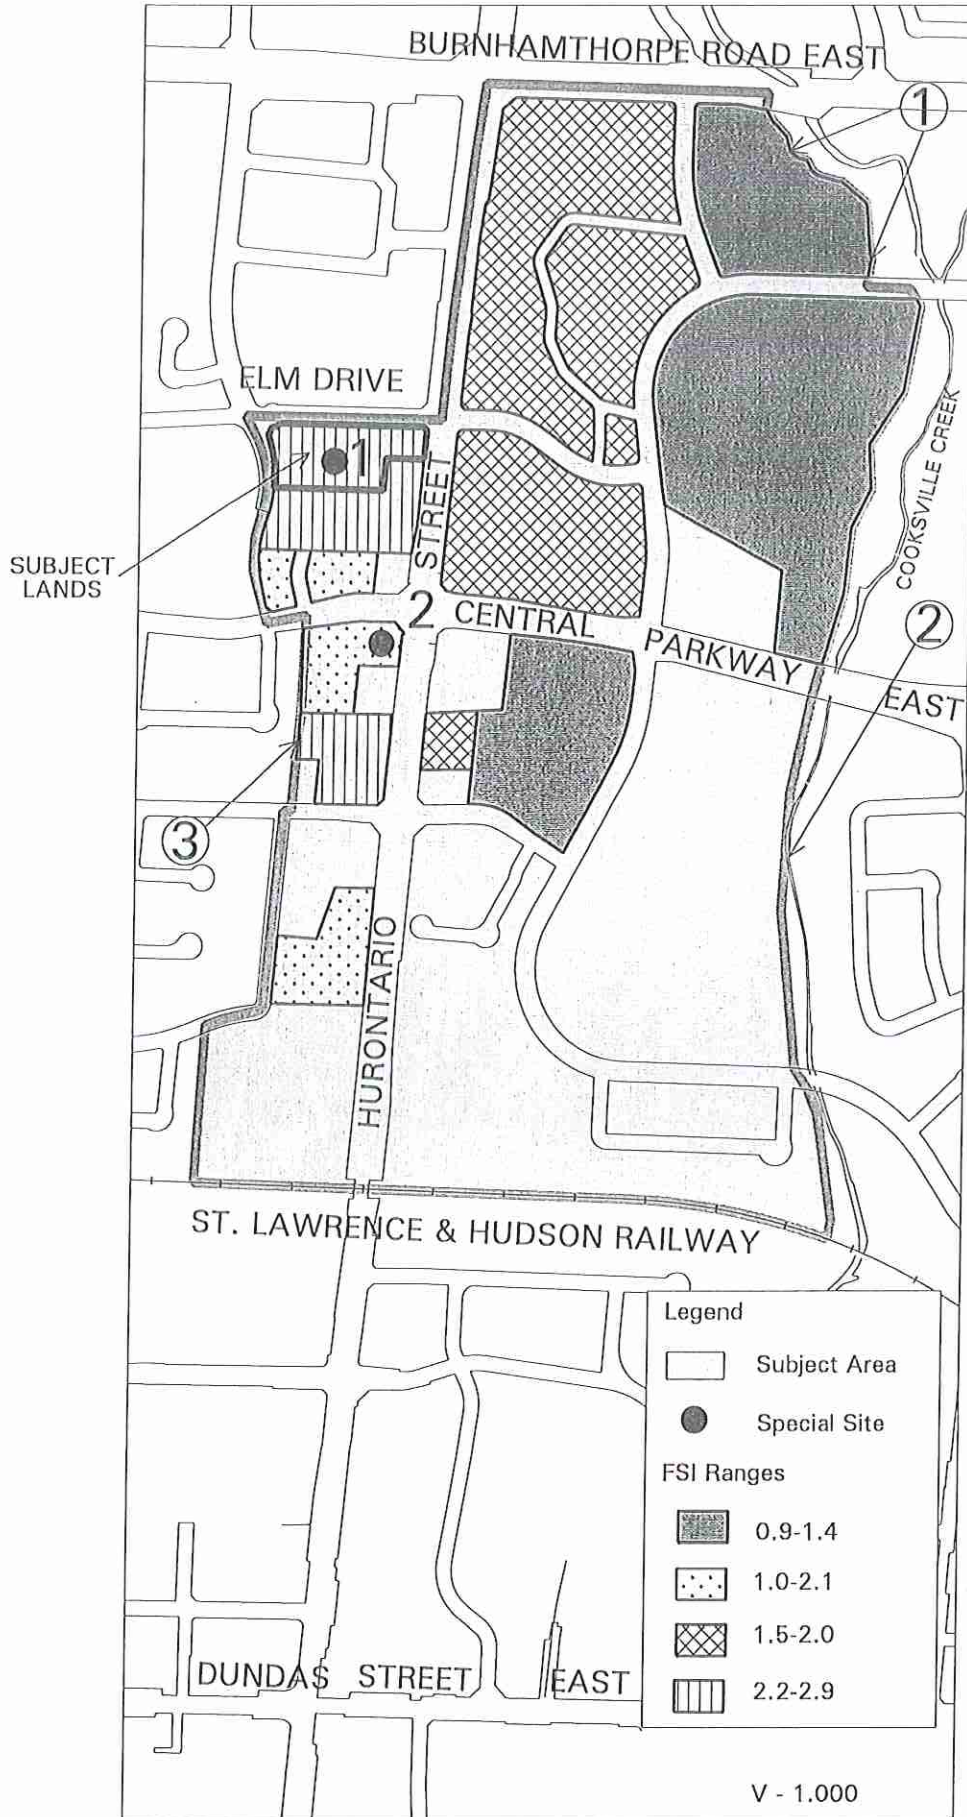 BURNHAMTHORPE ROAD EAST
1
ELM DRIVE
1
STREET
COOKSVILLE CREEK
SUBJECT
LANDS
2
CENTRAL
PARKWAY
EAST
2
3
HURONTARIO
ST. LAWRENCE & HUDSON RAILWAY
Legend
Subject Area
Special Site
FSI Ranges
0.9-1.4
1.0-2.1
1.5-2.0
2.2-2.9
DUNDAS STREET EAST
V - 1.000